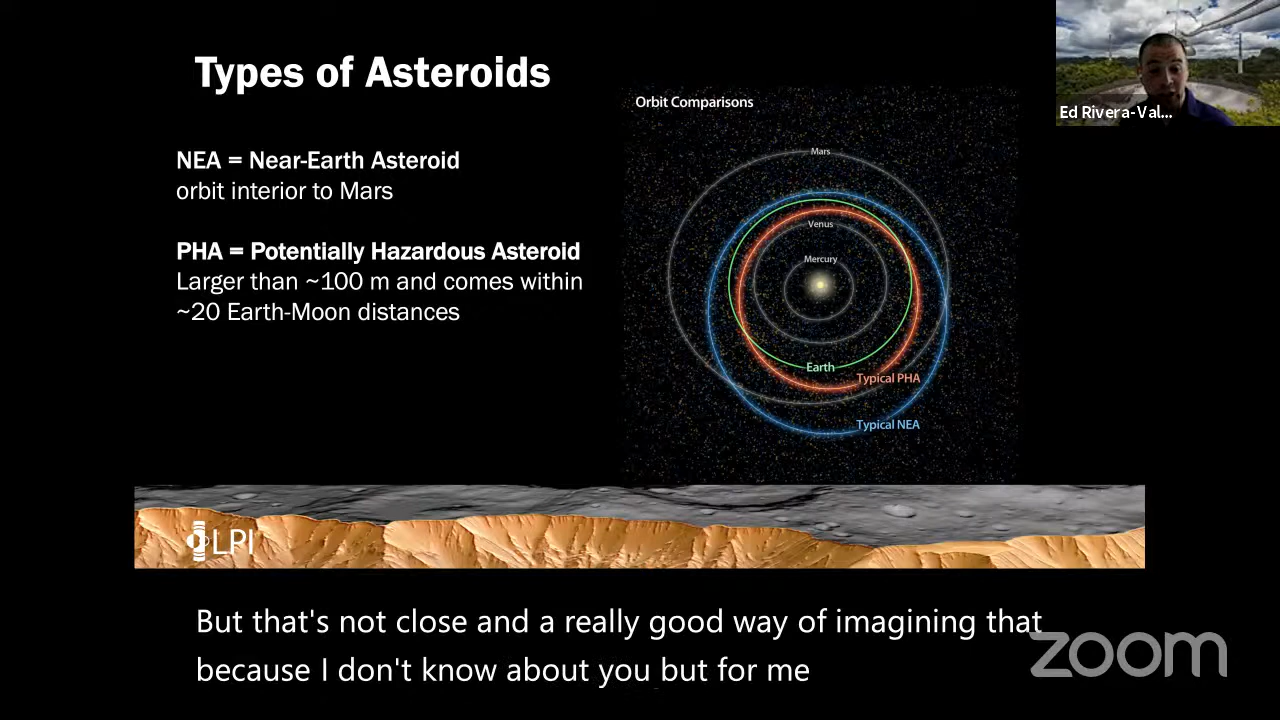 Types of Asteroids
NEA = Near-Earth Asteroid
orbit interior to Mars
PHA = Potentially Hazardous Asteroid
Larger than ~100 m and comes within
~20 Earth-Moon distances
Orbit Comparisons
Mars
Venus
Mercury
Earth
Typical PHA
Typical NEA
Ed Rivera-Val...
LPI
But that's not close and a really good way of imagining that
because I don't know about you but for me
zoom